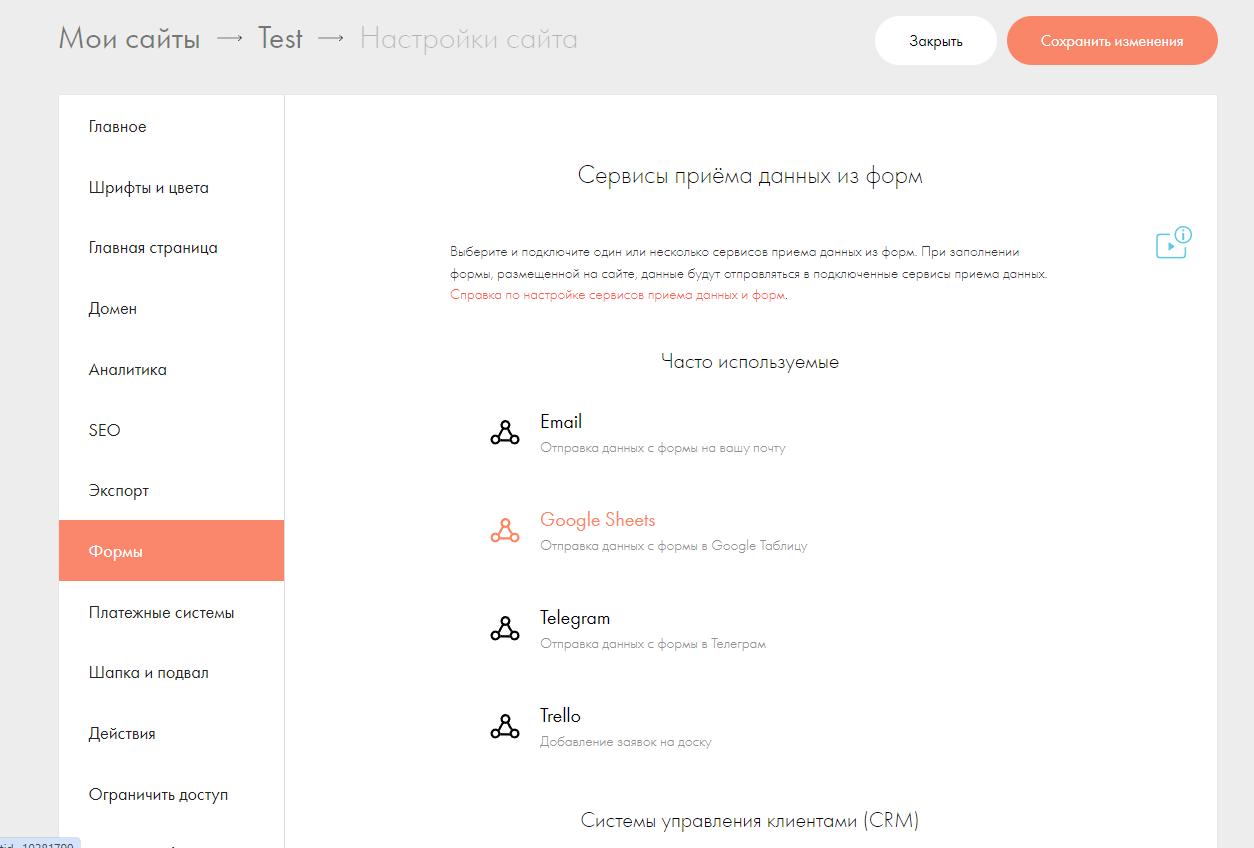 Мои сайты → Test → Настройки сайта
Закрыть
Сохранить изменения
Главное
Шрифты и цвета
Главная страница
Домен
Аналитика
SEO
Экспорт
Формы
Платежные системы
Шапка и подвал
Действия
Ограничить доступ
Сервисы приёма данных из форм
Выберите и подключите один или несколько сервисов приема данных из форм. При заполнении
формы, размещенной на сайте, данные будут отправляться в подключенные сервисы приема данных.
Справка по настройке сервисов приема данных и форм.
Часто используемые
Email
Отправка данных с формы на вашу почту
Google Sheets
Отправка данных с формы в Google Таблицу
Telegram
Отправка данных с формы в Телеграм
Trello
Добавление заявок на доску
Системы управления клиентами (CRM)